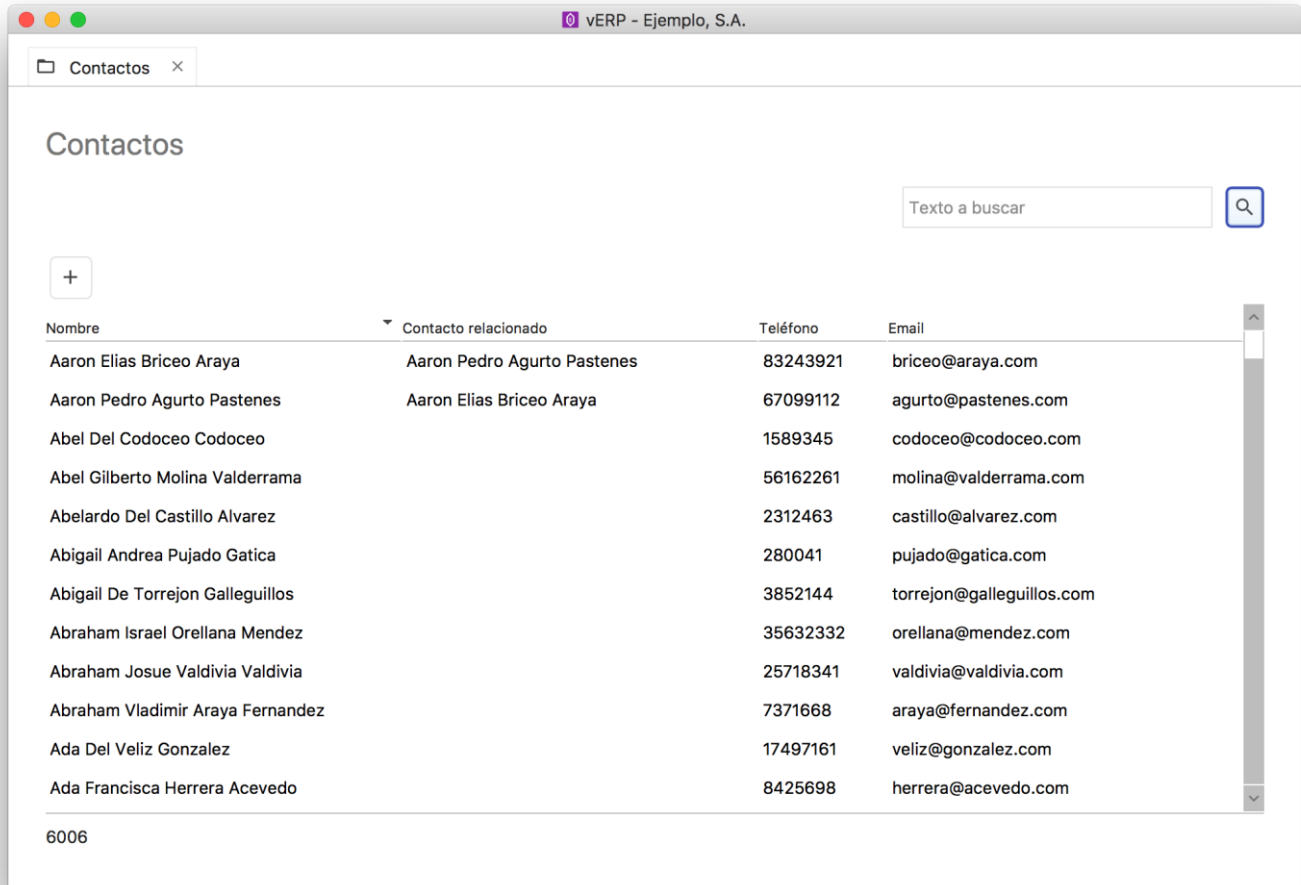 vERP - Ejemplo, S.A.
Contactos
Contactos
Texto a buscar
Nombre Contacto relacionado Teléfono Email
Aaron Elias Briceo Araya Aaron Pedro Agurto Pastenes 83243921 briceo@araya.com
Aaron Pedro Agurto Pastenes Aaron Elias Briceo Araya 67099112 agurto@pastenes.com
Abel Del Codoceo Codoceo 1589345 codoceo@codoceo.com
Abel Gilberto Molina Valderrama 56162261 molina@valderrama.com
Abelardo Del Castillo Alvarez 2312463 castillo@alvarez.com
Abigail Andrea Pujado Gatica 280041 pujado@gatica.com
Abigail De Torrejon Galleguillos 3852144 torrejon@galleguillos.com
Abraham Israel Orellana Mendez 35632332 orellana@mendez.com
Abraham Josue Valdivia Valdivia 25718341 valdivia@valdivia.com
Abraham Vladimir Araya Fernandez 7371668 araya@fernandez.com
Ada Del Veliz Gonzalez 17497161 veliz@gonzalez.com
Ada Francisca Herrera Acevedo 8425698 herrera@acevedo.com
6006